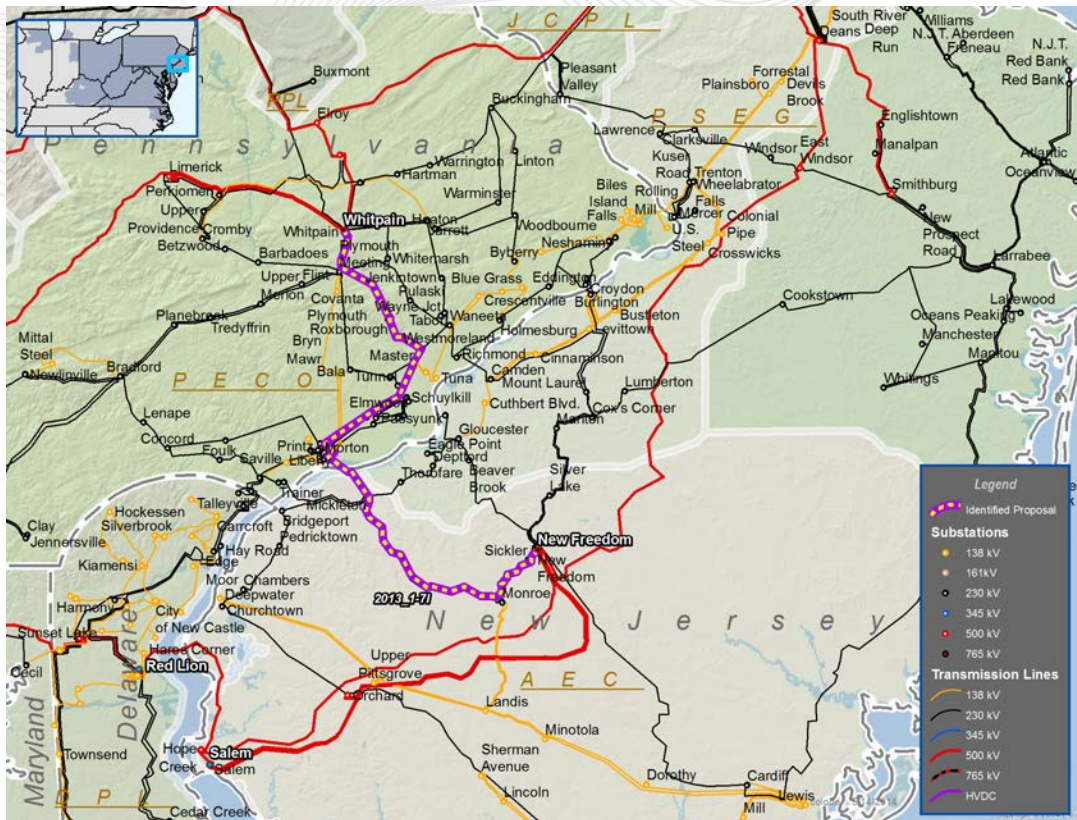 J C P L
South River
Deans
Deep
Run
Williams
N.J.T. Aberdeen
Freneau
N.J.T.
Red Bank
Red Bank
Buxmont
Pleasant
Valley
Forrestal
Plainsboro
Devils
Brook
Buckingham
Elroy
Lawrence
P S E G
Clarksville
Englishtown
P e n n s y l v a n i a
Warrington
Linton
Kuser
Road
Windsor
East
Windsor
Manalpan
Atlantic
Oceanview
Limerick
Hartman
Trenton
Wheelabrator
Perkiomen
Warminster
Biles
Island
Falls
Rolling
Mill
Falls
Mercer
Smithburg
Upper
Providence
Cromby
Whitpain
Whitpain
Heaton
Jarrett
Woodbourne
U.S.
Steel
Colonial
Pipe
New
Prospect
Road
Betzwood
Barbadoes
Plymouth
Meeting
Whitemarsh
Byberry
Neshaminy
Crosswicks
Larrabee
Upper
Merion
Flint
Jenkntown
Blue Grass
Eddington
Croydon
Pulaski
Crescentville
Burlington
Cookstown
Lakewood
Oceans Peaking
Covanta
Plymouth
Roxborough
Wayne Jct.
Tabor
Waneeta
Holmesburg
Bustleton
Levittown
Manchester
Planebrook
Tredyffrin
Mittal
Steel
Bryn
Mawr
Westmoreland
Master
Richmond
Cinnaminson
Manitou
Newlinville
Bradford
Bala
Tunnel
Tuna
Camden
Mount Laurel
Lumberton
Whitings
P E C O
Elmwood
Schuylkill
Cuthbert Blvd.
Cox's Corner
Lenape
Passyunk
Marlton
Concord
Foulk
Saville
Printz
Morton
Liberty
Gloucester
Eagle Point
Deptford
Thorofare
Beaver
Brook
Silver
Lake
Trainer
Mickleton
Talleyville
Bridgeport
Pedricktown
Hockessen
Silverbrook
Carrcroft
Clay
Jennersville
Hay Road
Edge
Kiamensi
New Freedom
Sickler
New
Freedom
Moor
Chambers
Deepwater
Churchtown
2013_1-7I
Monroe
Harmony
City
of New Castle
N e w J e r s e y
Sunset Lake
Hares Corner
Red Lion
Cecil
Upper
Pittsgrove
Orchard
A E C
Landis
Maryland
Delaware
Hope
Creek
Salem
Salem
Minotola
Townsend
Sherman
Avenue
Dorothy
Cardiff
Lewis
Mill
Lincoln
D P L
Cedar Creek
Legend
Identified Proposal
Substations
138 kV
161kV
230 kV
345 kV
500 kV
765 kV
Transmission Lines
138 kV
230 kV
345 kV
500 kV
765 kV
HVDC